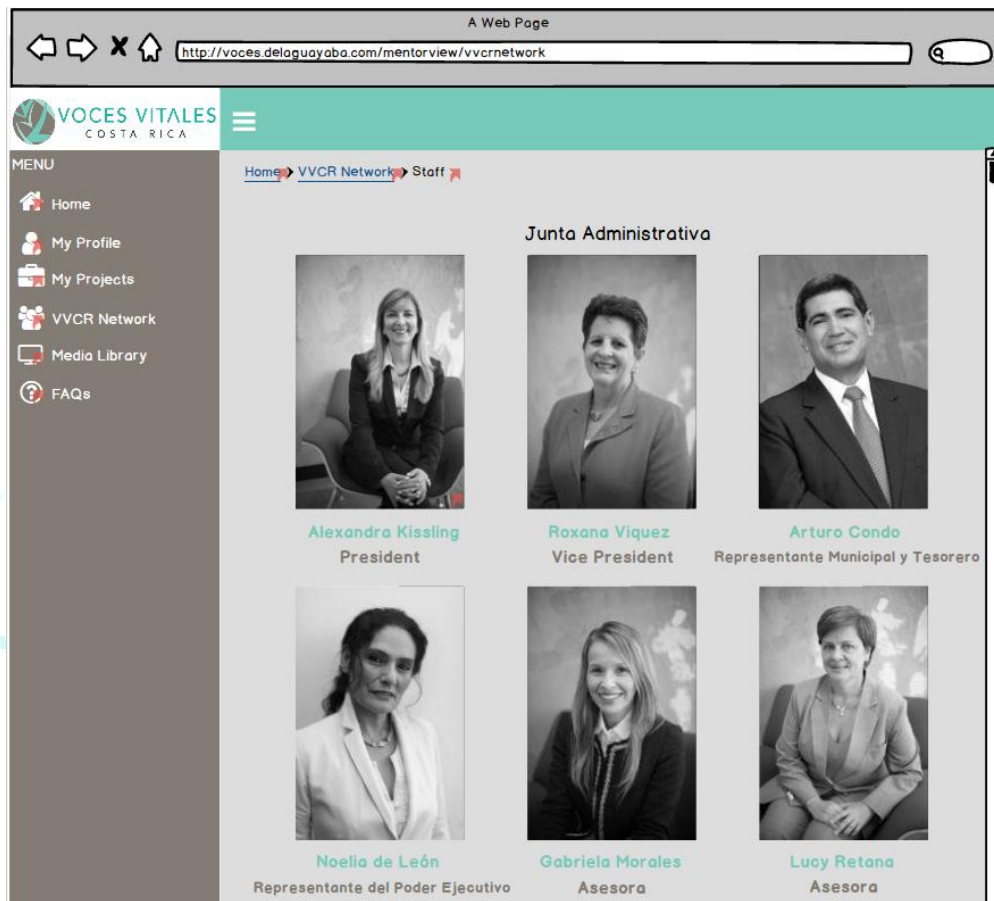 A Web Page
http://voces.delaguayaba.com/mentorview/vvcrnetwork
VOCES VITALES
COSTA RICA
MENU
Home
My Profile
My Projects
VVCR Network
Media Library
FAQs
Home VVCR Network Staff
Junta Administrativa
Alexandra Kissling Roxana Viquez Arturo Condo
President Vice President Representante Municipal y Tesorero
Noelia de León Gabriela Morales Lucy Retana
Representante del Poder Ejecutivo Asesora Asesora